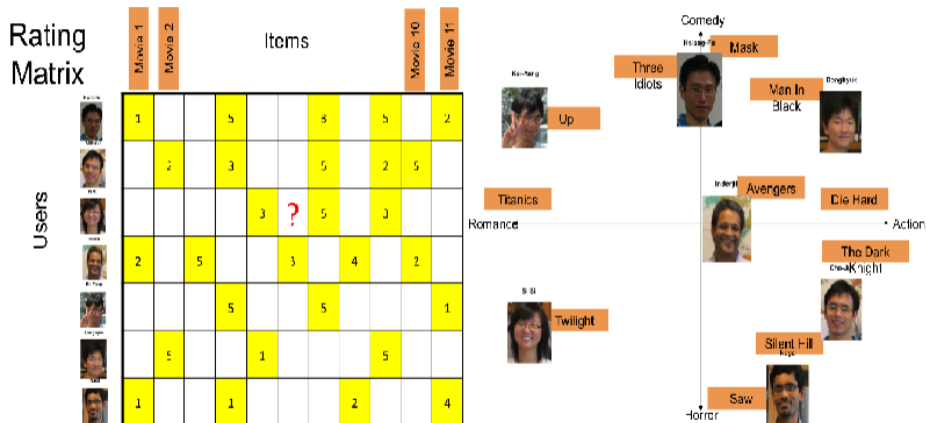 Rating
Matrix
Items
Movie 1
Movie 2
Movie 10
Movie 11
Users
1 5 3 5 2
2 3 5 2 5
3 ? 5 3
2 5 3 4 2
5 5 1
5 1 5
1 1 2 4
Comedy
Mask
Three
Idiots
Donghyuk
Man In
Black
Up
Avengers
Titanics
Die Hard
Romance
Action
The Dark
Knight
Si Si
Twilight
Silent Hill
Saw
Horror